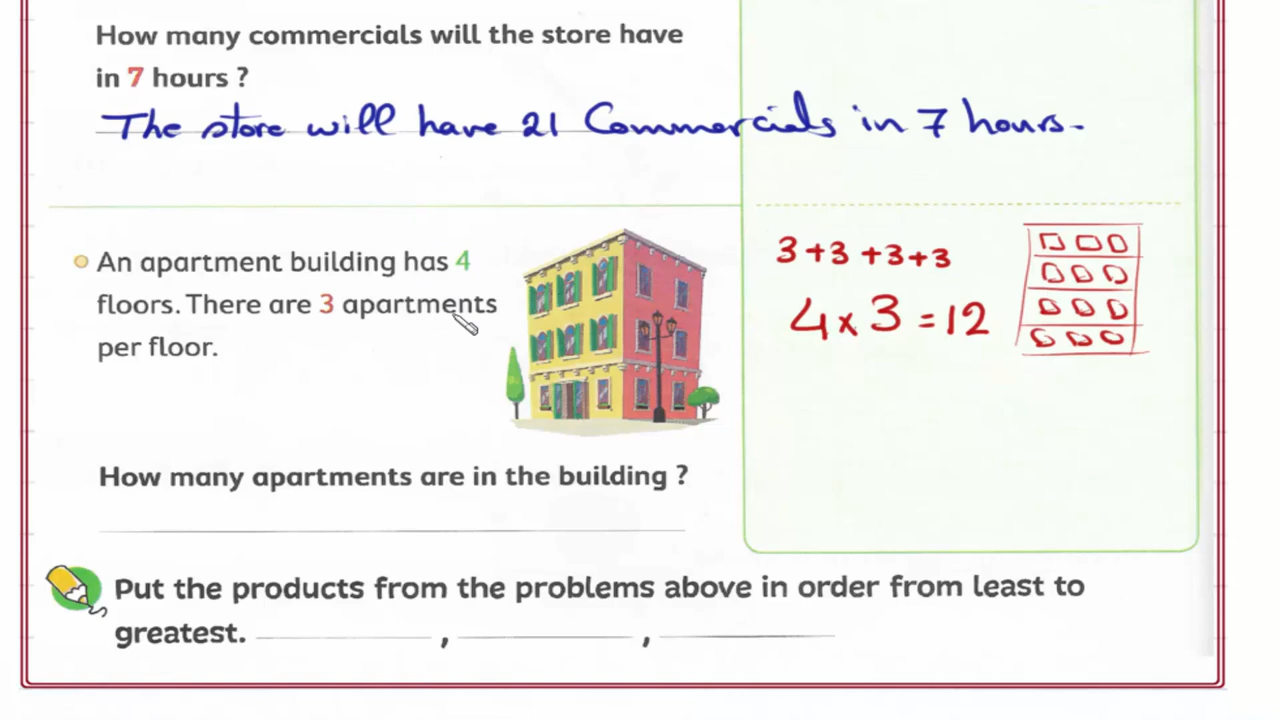 How many commercials will the store have
in 7 hours ?
The store will have 21 Commercials in 7 hours.
An apartment building has 4
floors. There are 3 apartments
per floor.
3+3+3+3
4 x 3 = 12
How many apartments are in the building ?
Put the products from the problems above in order from least to
greatest. , ,